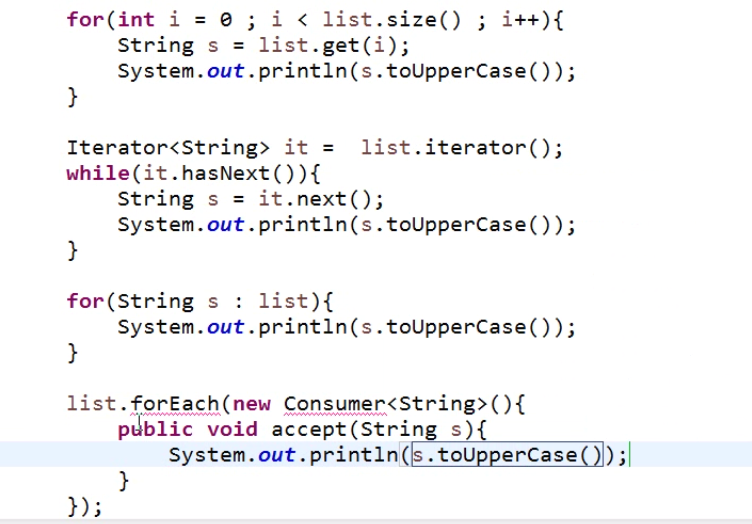 for(int i = 0 ; i < list.size() ; i++){
    String s = list.get(i);
    System.out.println(s.toUpperCase());
}

Iterator<String> it =  list.iterator();
while(it.hasNext()){
    String s = it.next();
    System.out.println(s.toUpperCase());
}

for(String s : list){
    System.out.println(s.toUpperCase());
}

list.forEach(new Consumer<String>(){
    public void accept(String s){
        System.out.println(s.toUpperCase());
    }
});